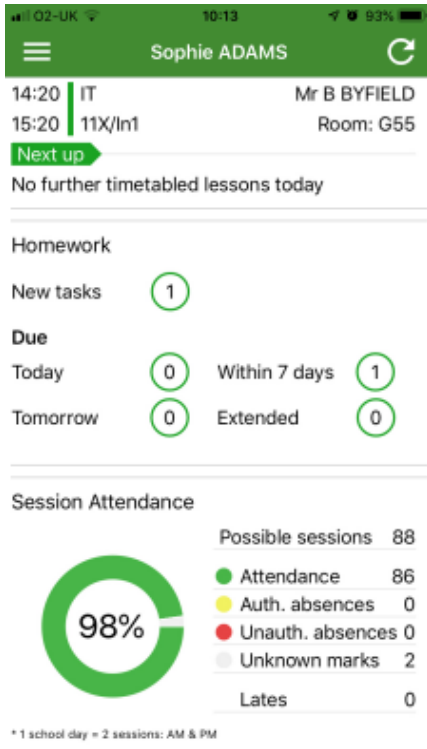 O2-UK 10:13 93%
Sophie ADAMS
14:20 IT Mr B BYFIELD
15:20 11X/In1 Room: G55
Next up
No further timetabled lessons today
Homework
New tasks 1
Due
Today 0 Within 7 days 1
Tomorrow 0 Extended 0
Session Attendance
Possible sessions 88
Attendance 86
Auth. absences 0
98%
Unauth. absences 0
Unknown marks 2
Lates 0
* 1 school day = 2 sessions: AM & PM